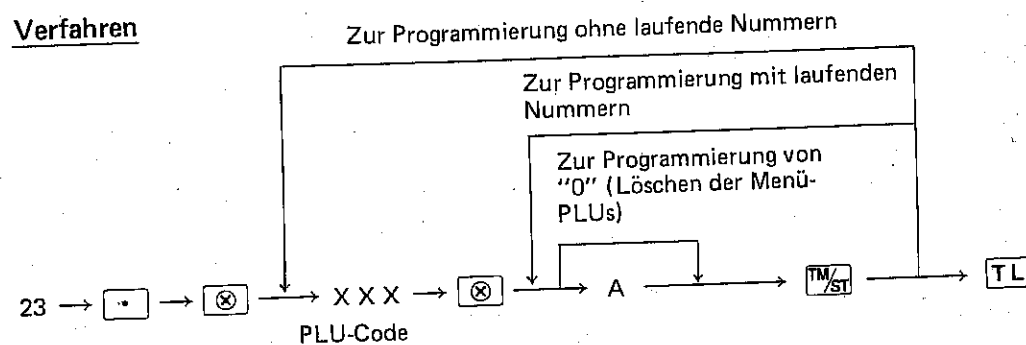 Verfahren
Zur Programmierung ohne laufende Nummern
Zur Programmierung mit laufenden
Nummern
Zur Programmierung von
"0" (Löschen der Menü-
PLUs)
23 → [·] → [⊗] → XXX → [⊗] → A → [TM/ST] → [TL]
PLU-Code